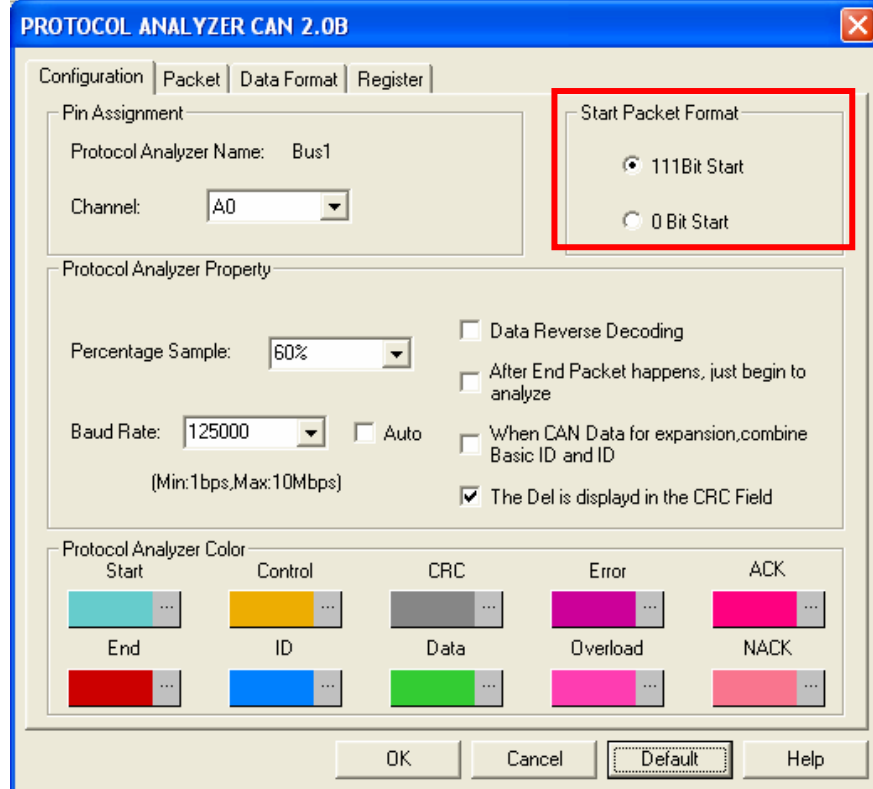 PROTOCOL ANALYZER CAN 2.0B
Configuration Packet Data Format Register
Pin Assignment
Protocol Analyzer Name: Bus1
Channel: A0
Start Packet Format
111Bit Start
0 Bit Start
Protocol Analyzer Property
Percentage Sample: 60%
Baud Rate: 125000 Auto
(Min:1bps,Max:10Mbps)
Data Reverse Decoding
After End Packet happens, just begin to
analyze
When CAN Data for expansion,combine
Basic ID and ID
The Del is displayd in the CRC Field
Protocol Analyzer Color
Start Control CRC Error ACK
... ... ... ... ...
End ID Data Overload NACK
... ... ... ... ...
OK Cancel Default Help